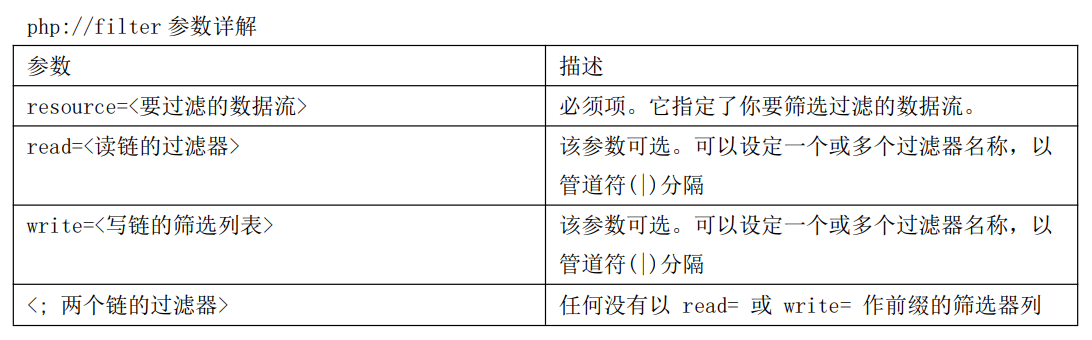 php://filter 参数详解
参数
描述
resource=<要过滤的数据流>
必须项。它指定了你要筛选过滤的数据流。
read=<读链的过滤器>
该参数可选。可以设定一个或多个过滤器名称，以
管道符(|)分隔
write=<写链的筛选列表>
该参数可选。可以设定一个或多个过滤器名称，以
管道符(|)分隔
<; 两个链的过滤器>
任何没有以 read= 或 write= 作前缀的筛选器列